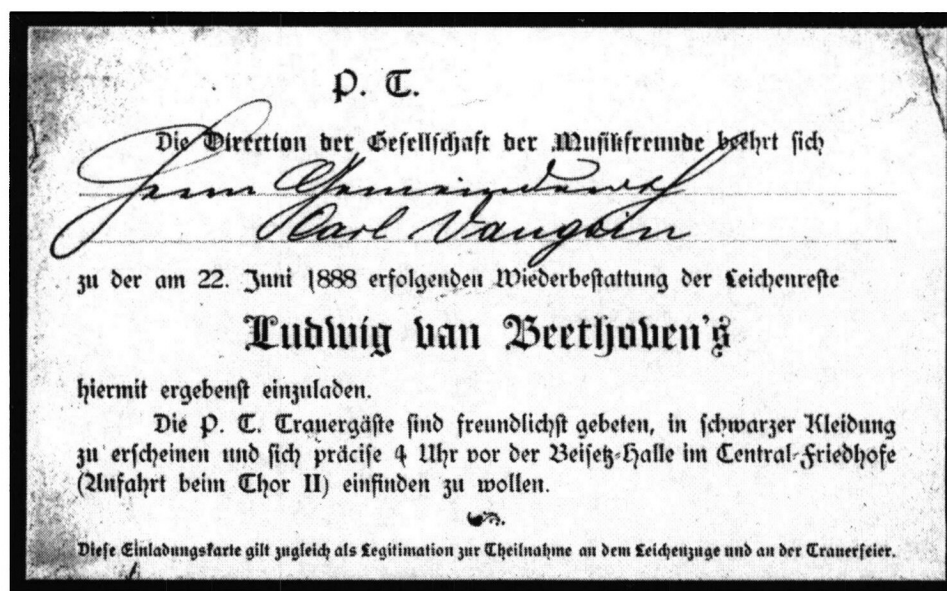 P. T.
Die Direction der Gesellschaft der Musikfreunde beehrt sich
Herrn Gemeinderath
Karl Vaugoin
zu der am 22. Juni 1888 erfolgenden Wiederbestattung der Leichenreste
Ludwig van Beethoven's
hiermit ergebenst einzuladen.
Die P. T. Trauergäste sind freundlichst gebeten, in schwarzer Kleidung
zu erscheinen und sich präcise 4 Uhr vor der Beisetz-Halle im Central-Friedhofe
(Anfahrt beim Thor II) einfinden zu wollen.
Diese Einladungskarte gilt zugleich als Legitimation zur Theilnahme an dem Leichenzuge und an der Trauerfeier.